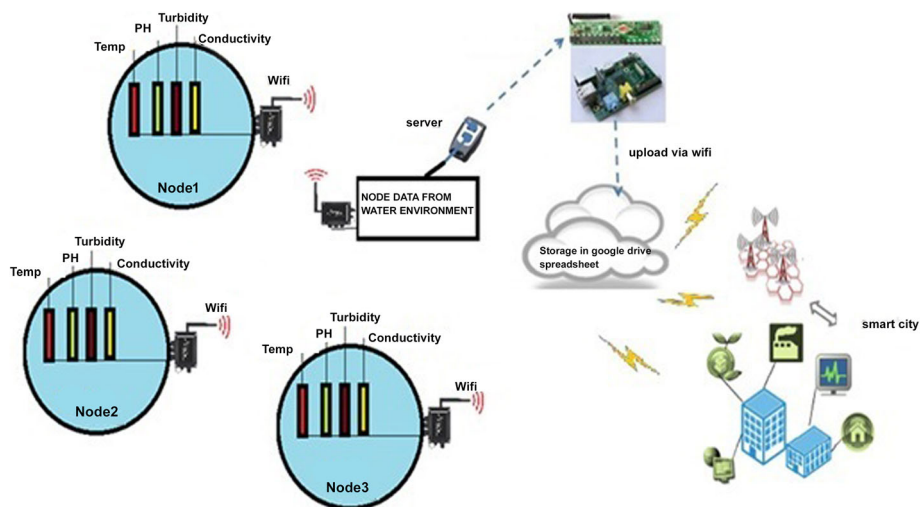 Turbidity
PH
Conductivity
Temp
Wifi
Node1
server
upload via wifi
NODE DATA FROM
WATER ENVIRONMENT
Storage in google drive
spreadsheet
smart city
Turbidity
PH
Conductivity
Temp
Wifi
Node2
Turbidity
PH
Conductivity
Temp
Wifi
Node3